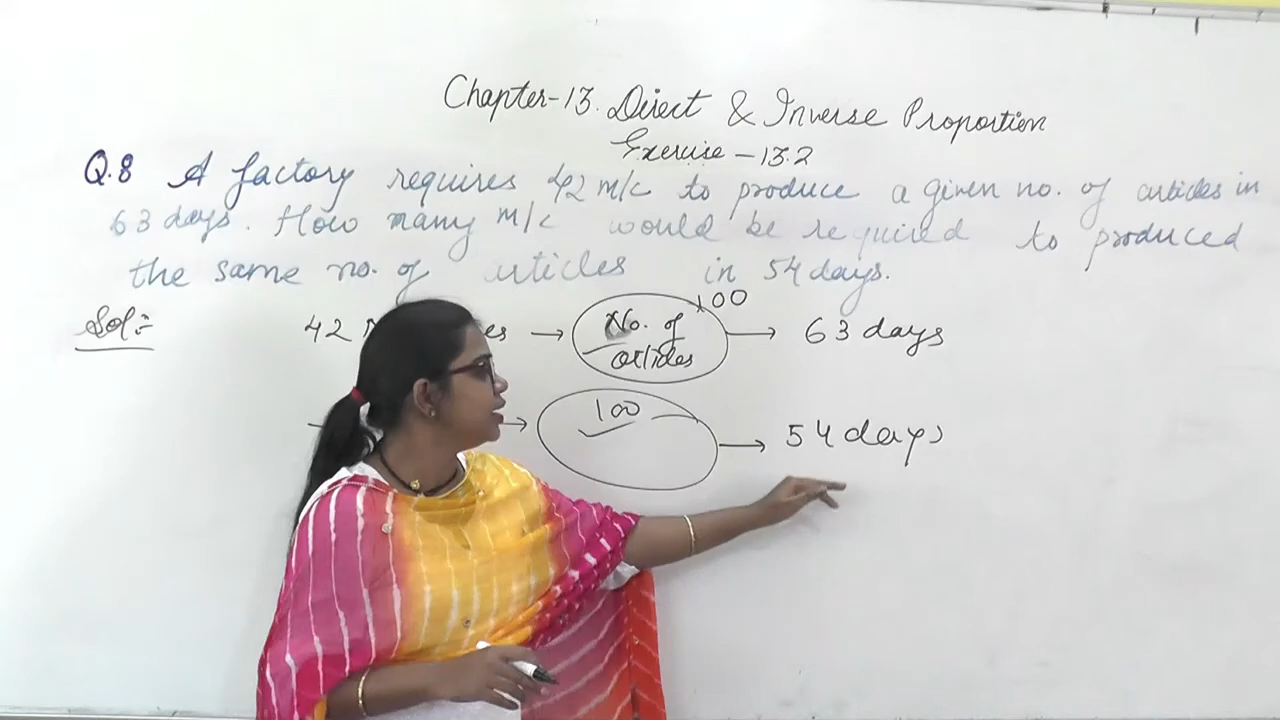 Chapter-13. Direct & Inverse Proportion
Exercise - 13.2
Q.8 A factory requires 42 m/c to produce a given no. of articles in
63 days. How many m/c would be required to produced
the same no. of articles in 54 days.
Sol:- 42 → No. of articles 100 → 63 days
→ 100 → 54 days